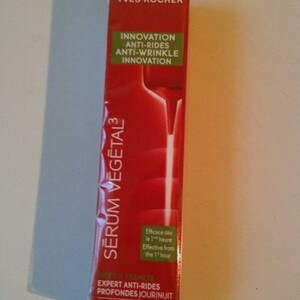 YVES ROCHER
INNOVATION
ANTI-RIDES
ANTI-WRINKLE
INNOVATION
SÉRUM VÉGÉTAL³
Efficace dès
la 1ère heure
Effective from
the 1st hour
EXPERT ANTI-RIDES
PROFONDES JOUR/NUIT